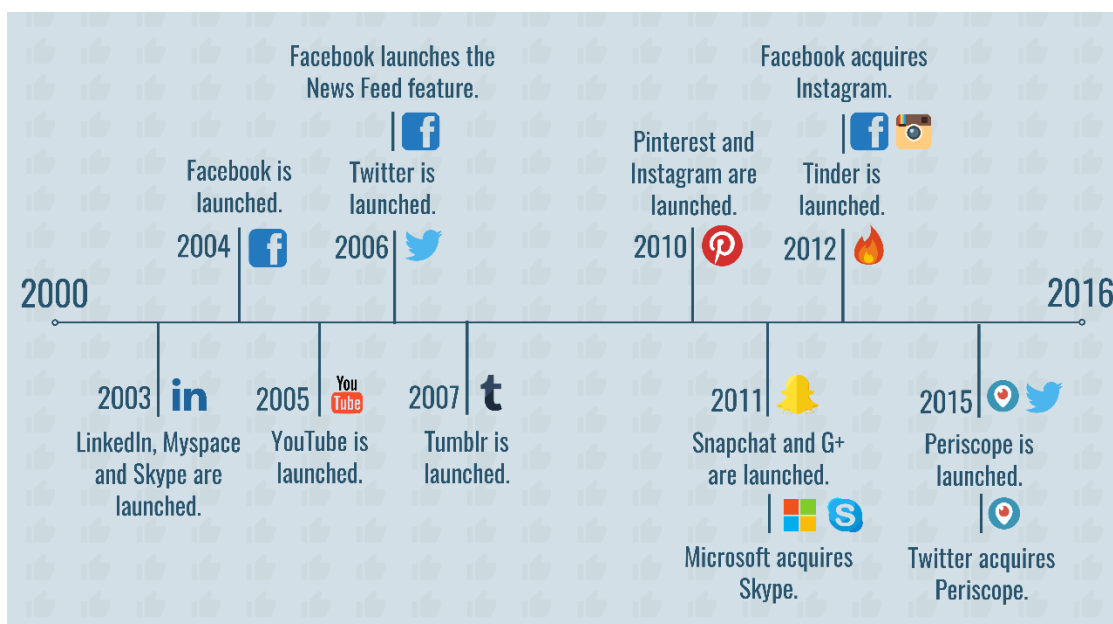 Facebook launches the
News Feed feature.
Facebook acquires
Instagram.
Facebook is
launched.
2004
Twitter is
launched.
2006
Pinterest and
Instagram are
launched.
2010
Tinder is
launched.
2012
2000
2016
2003
in
LinkedIn, Myspace
and Skype are
launched.
2005
You
Tube
YouTube is
launched.
2007
t
Tumblr is
launched.
2011
Snapchat and G+
are launched.
Microsoft acquires
Skype.
2015
Periscope is
launched.
Twitter acquires
Periscope.